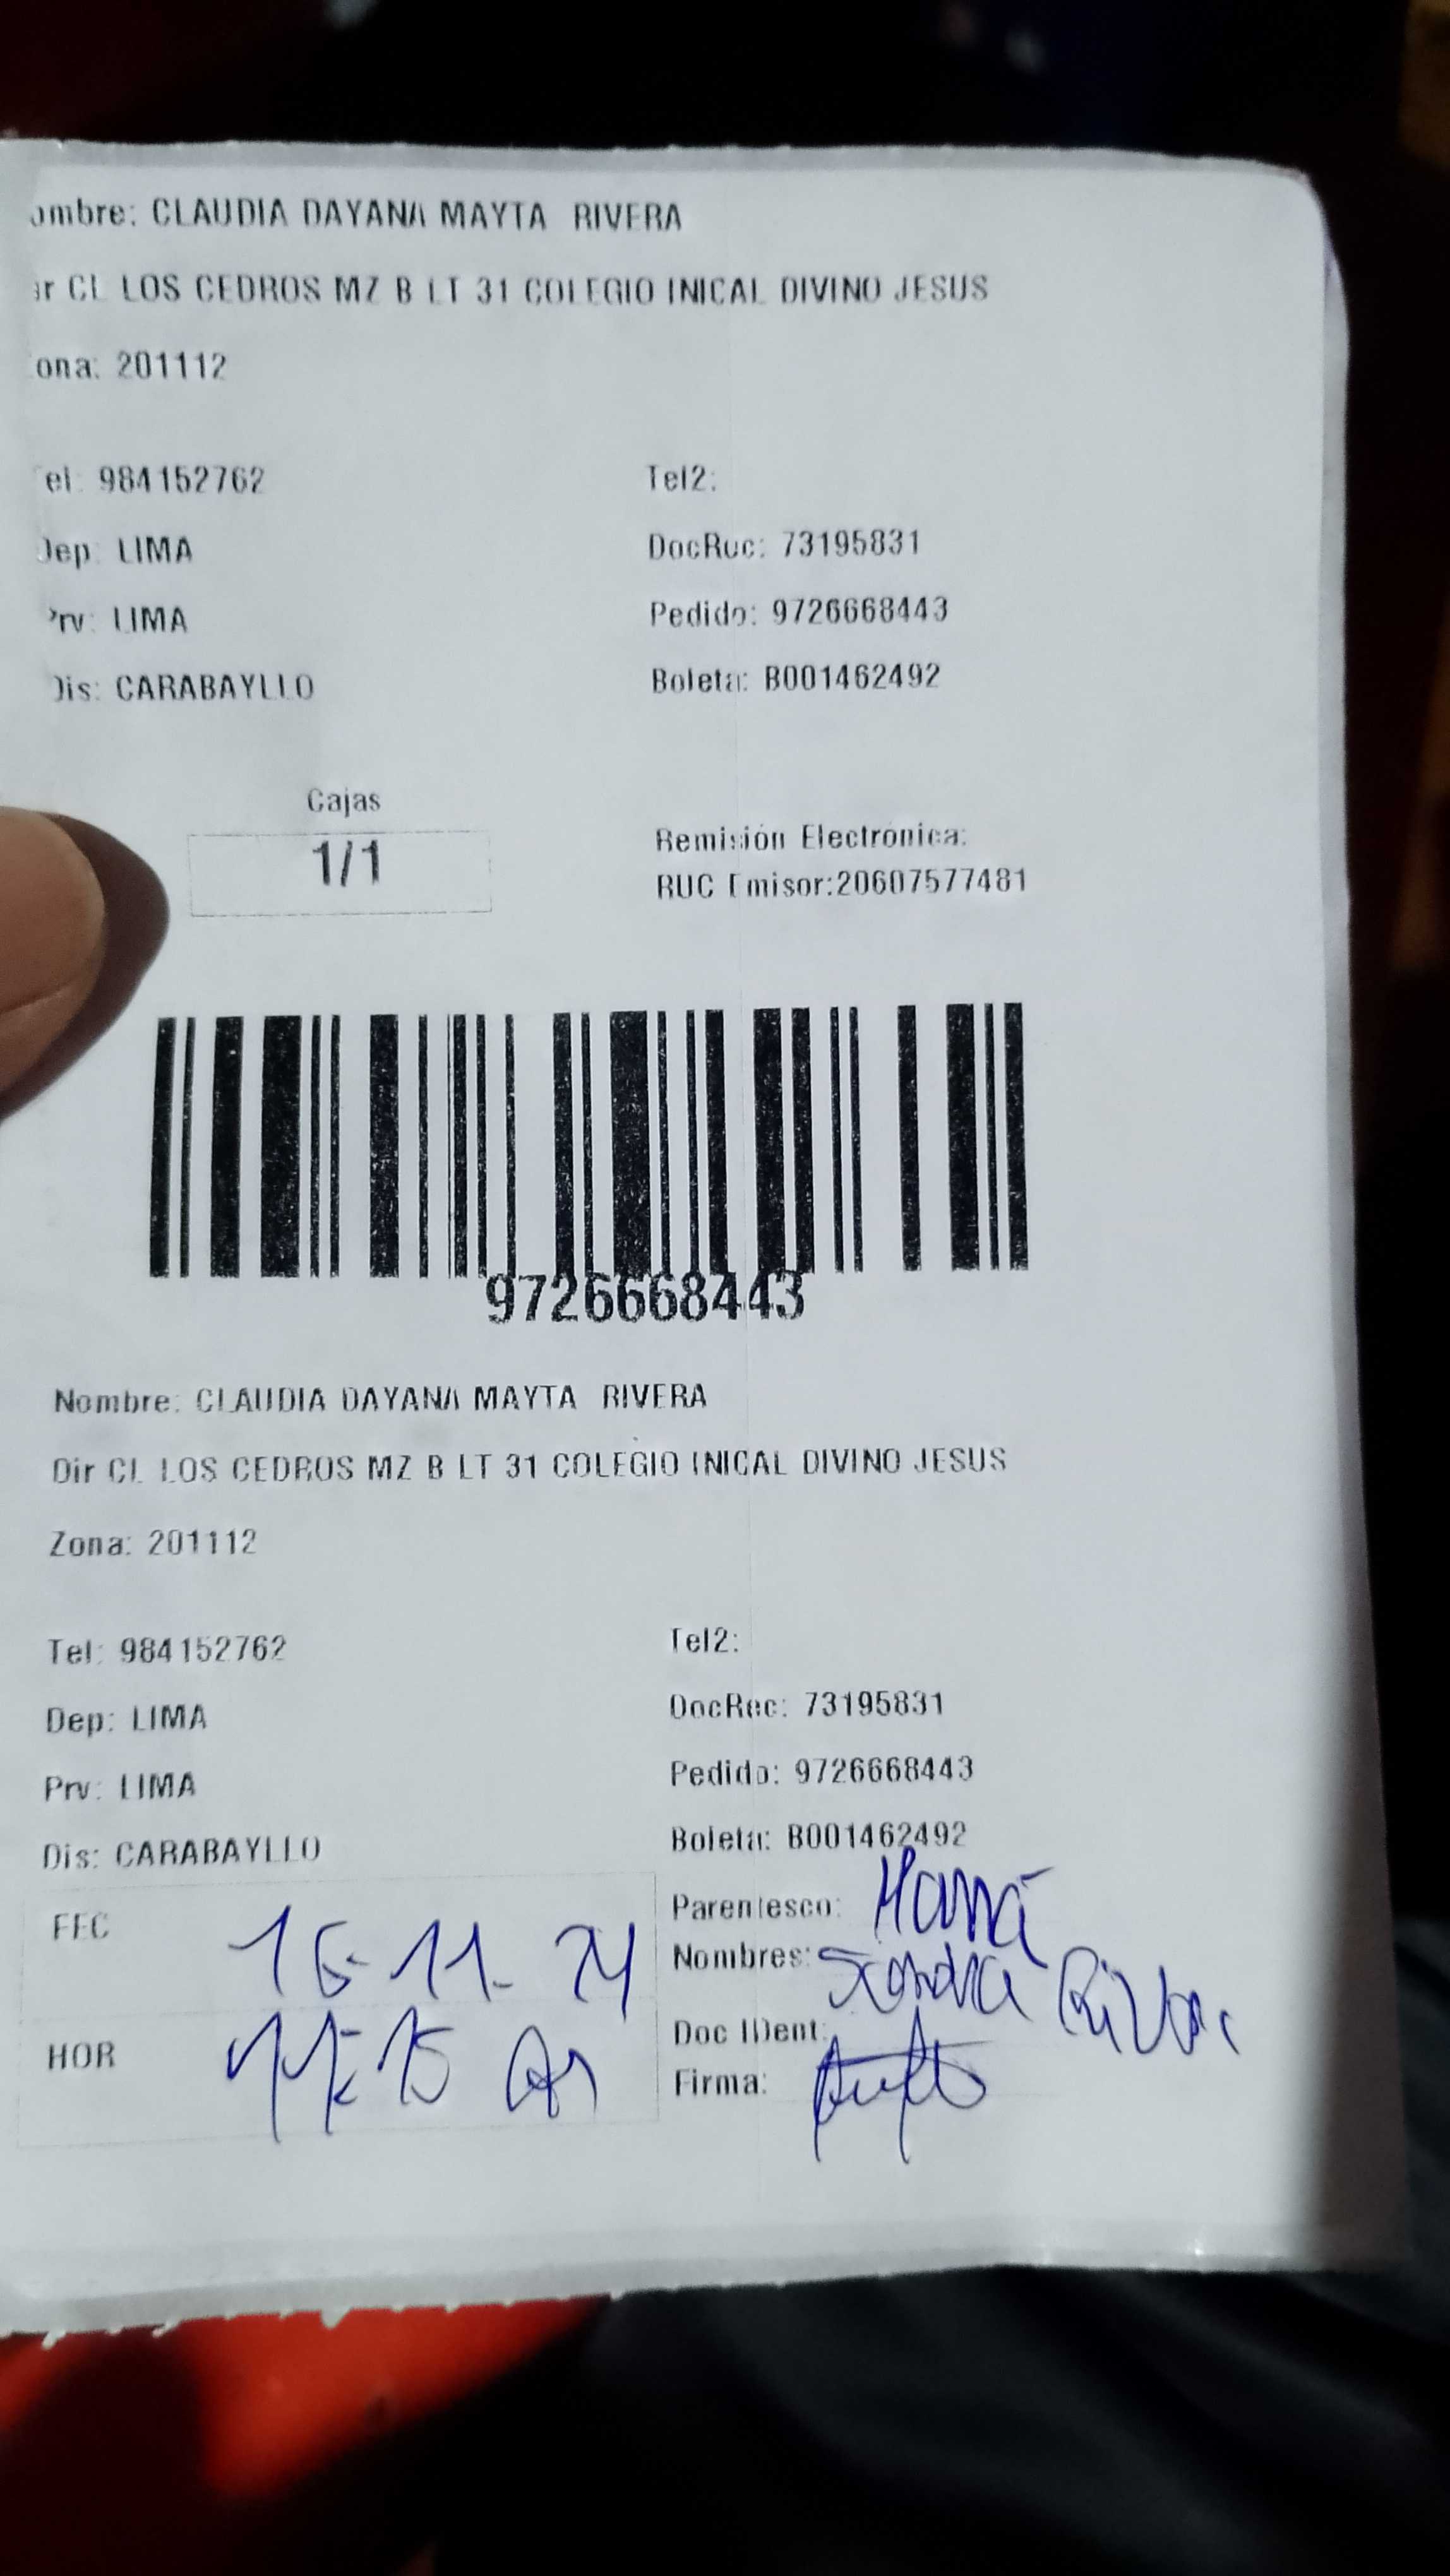 ombre: CLAUDIA DAYANA MAYTA RIVERA
ir CL LOS CEDROS MZ B LT 31 COLEGIO INICAL DIVINO JESUS
ona: 201112
el: 984152762 Tel2:
Dep: LIMA DocRec: 73195831
Prv: LIMA Pedido: 9726668443
Dis: CARABAYLLO Boleta: B001462492
Cajas
1/1
Remisión Electrónica:
RUC Emisor:20607577481
9726668443
Nombre: CLAUDIA DAYANA MAYTA RIVERA
Dir CL LOS CEDROS MZ B LT 31 COLEGIO INICAL DIVINO JESUS
Zona: 201112
Tel: 984152762 Tel2:
Dep: LIMA DocRec: 73195831
Prv: LIMA Pedido: 9726668443
Dis: CARABAYLLO Boleta: B001462492
FEC 16-11-24 Parentesco: Mamá
Nombres: Sandra Rivera
HOR Doc IDent:
Firma: